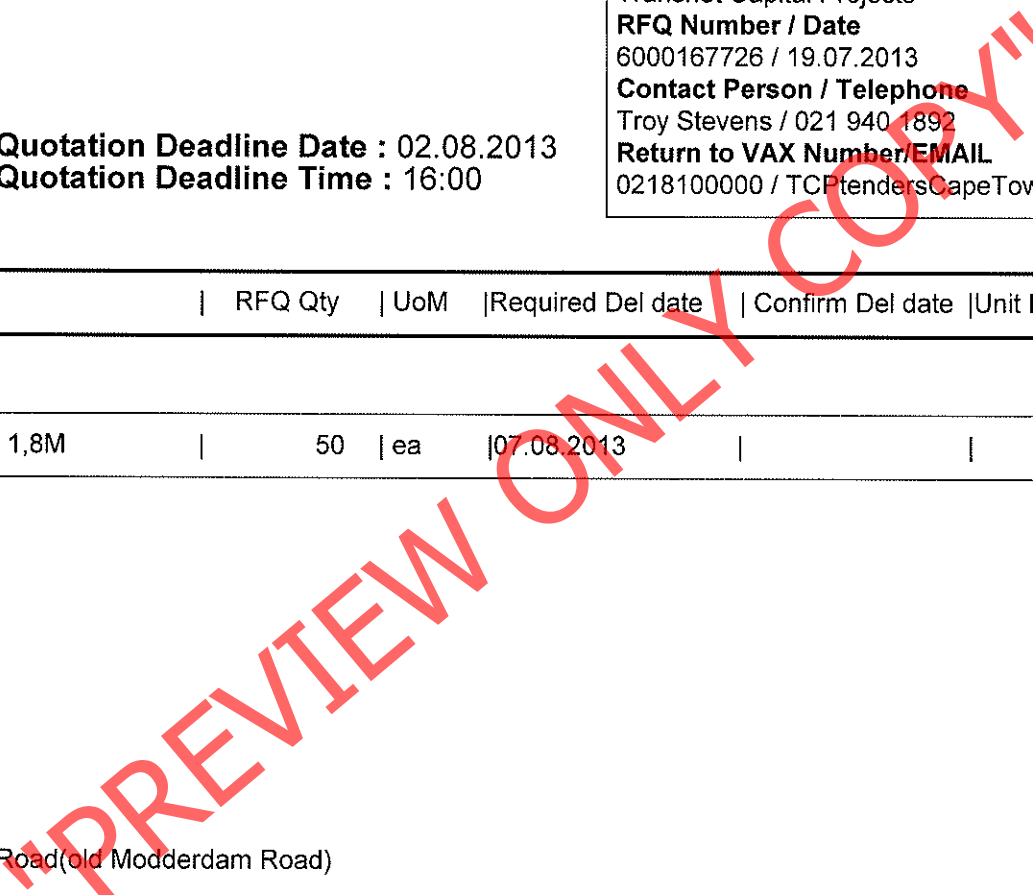 Transnet Capital Projects
RFQ Number / Date
6000167726 / 19.07.2013
Contact Person / Telephone
Troy Stevens / 021 940 1892
Quotation Deadline Date : 02.08.2013
Return to VAX Number/EMAIL
Quotation Deadline Time : 16:00
0218100000 / TCPtendersCapeTow
| RFQ Qty | UoM |Required Del date | Confirm Del date |Unit
1,8M | 50 | ea |07.08.2013 | |
Road(old Modderdam Road)
"PREVIEW ONLY COPY"